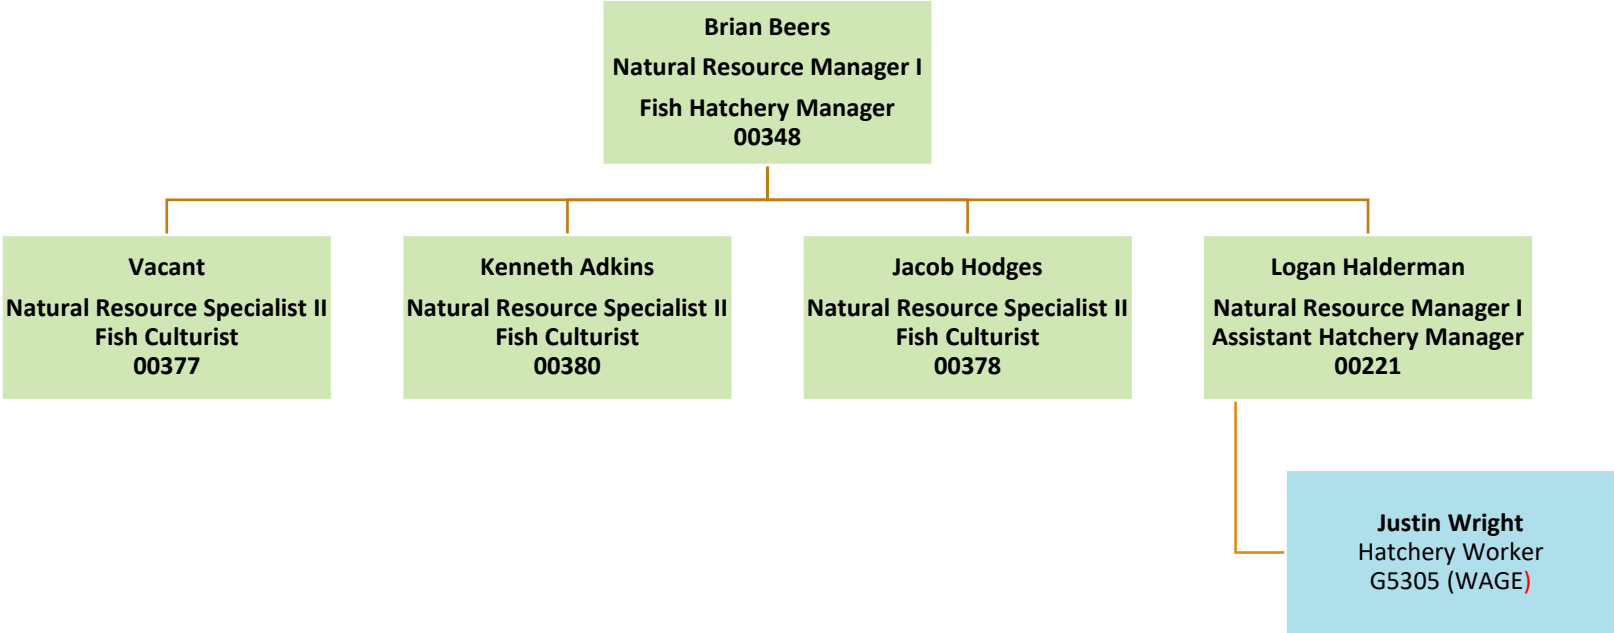 Brian Beers
Natural Resource Manager I
Fish Hatchery Manager
00348
Vacant
Natural Resource Specialist II
Fish Culturist
00377
Kenneth Adkins
Natural Resource Specialist II
Fish Culturist
00380
Jacob Hodges
Natural Resource Specialist II
Fish Culturist
00378
Logan Halderman
Natural Resource Manager I
Assistant Hatchery Manager
00221
Justin Wright
Hatchery Worker
G5305 (WAGE)